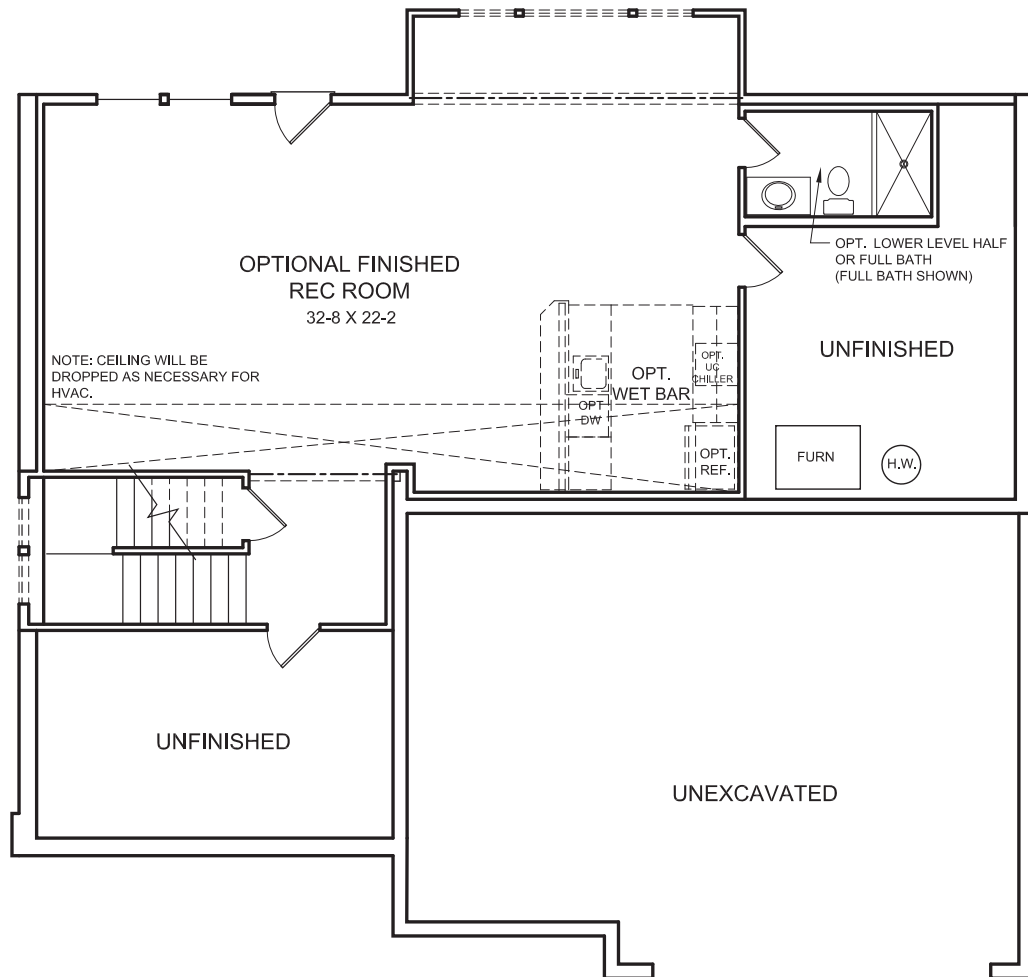 OPTIONAL FINISHED
REC ROOM
32-8 X 22-2
NOTE: CEILING WILL BE
DROPPED AS NECESSARY FOR
HVAC.
OPT. LOWER LEVEL HALF
OR FULL BATH
(FULL BATH SHOWN)
UNFINISHED
OPT.
WET BAR
OPT.
UC
CHILLER
OPT
DW
OPT.
REF.
FURN
H.W.
UNFINISHED
UNEXCAVATED